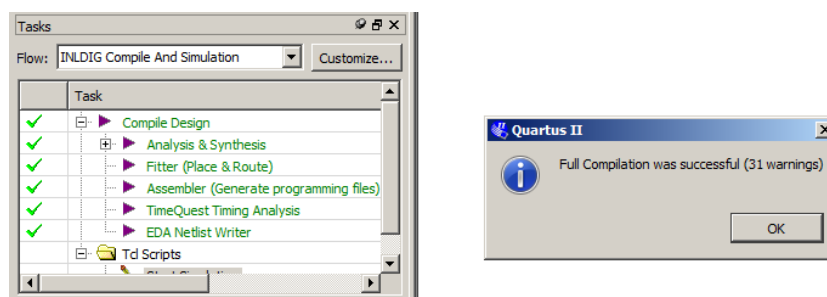 Tasks
Flow: INLDIG Compile And Simulation Customize...
Task
Compile Design
Analysis & Synthesis
Fitter (Place & Route)
Assembler (Generate programming files)
TimeQuest Timing Analysis
EDA Netlist Writer
Tcl Scripts
Quartus II
Full Compilation was successful (31 warnings)
OK